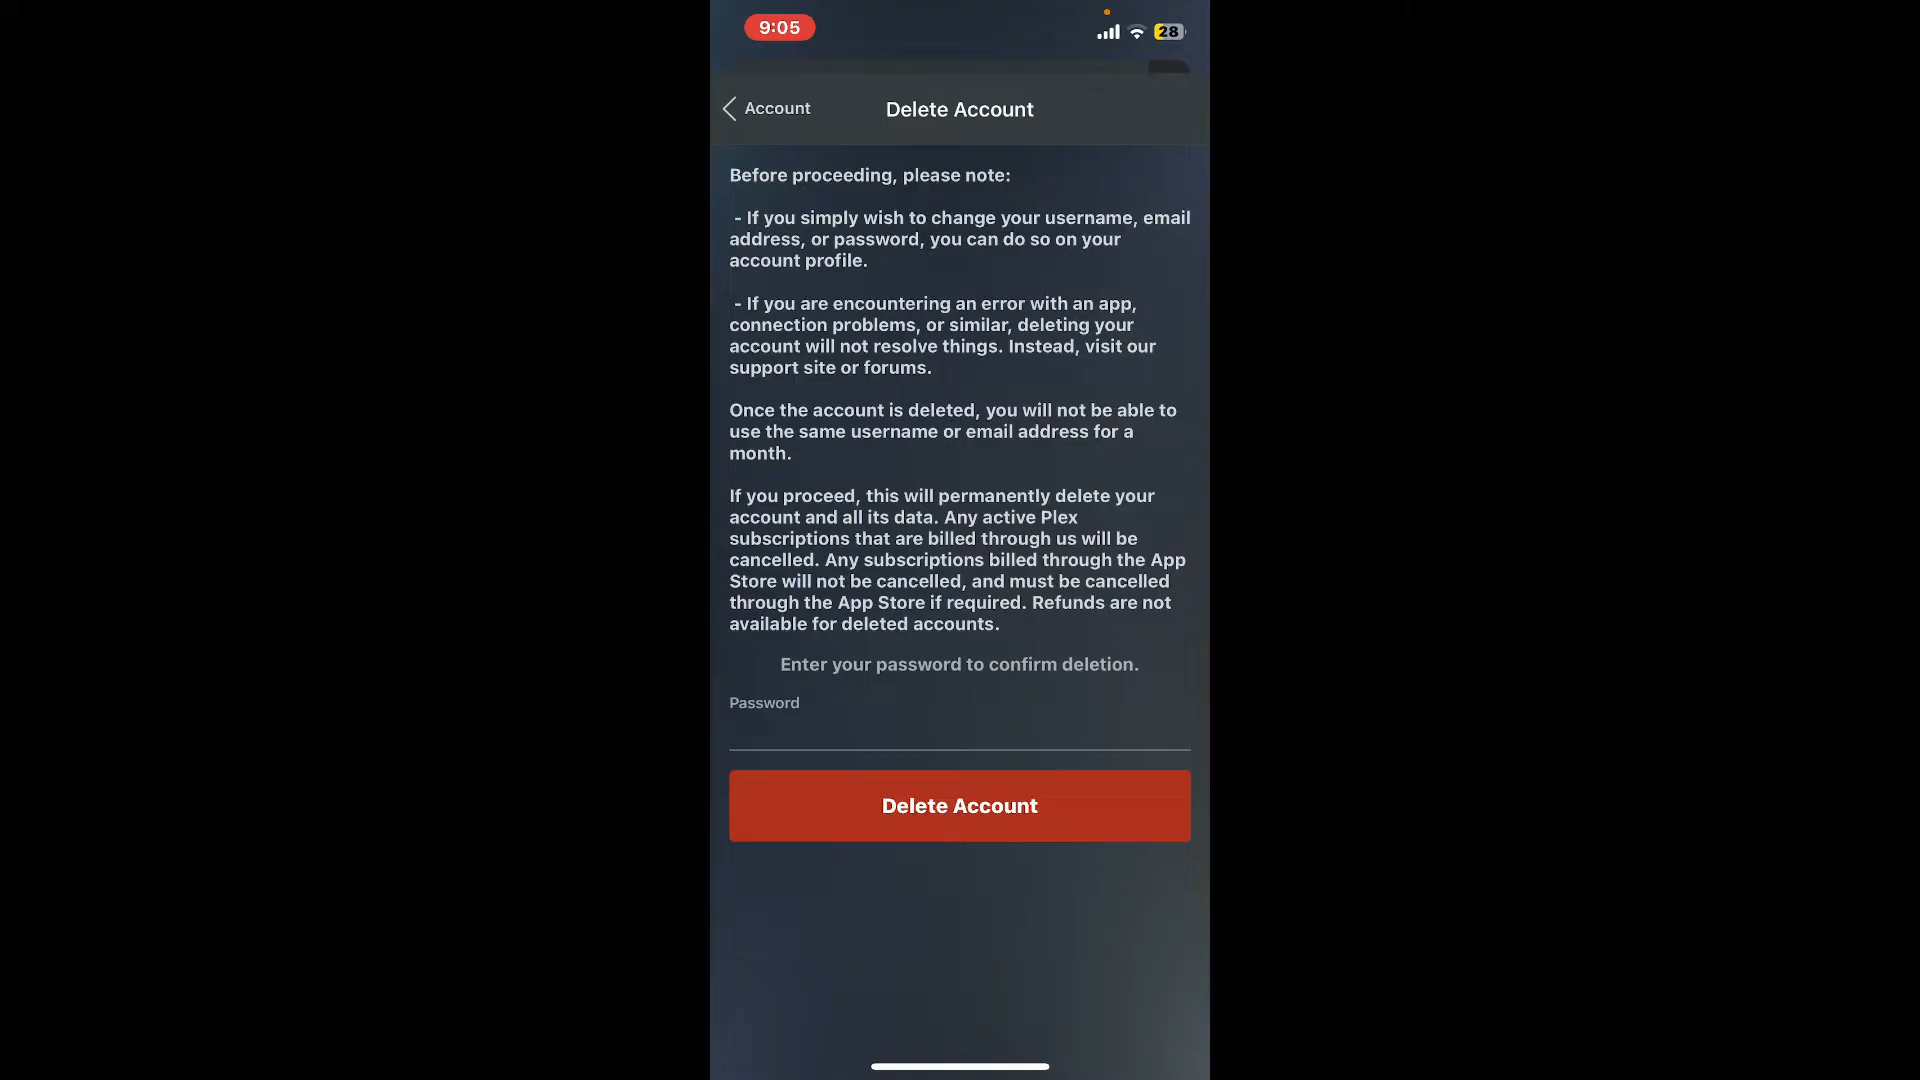 9:05
28
Account
Delete Account
Before proceeding, please note:
- If you simply wish to change your username, email
address, or password, you can do so on your
account profile.
- If you are encountering an error with an app,
connection problems, or similar, deleting your
account will not resolve things. Instead, visit our
support site or forums.
Once the account is deleted, you will not be able to
use the same username or email address for a
month.
If you proceed, this will permanently delete your
account and all its data. Any active Plex
subscriptions that are billed through us will be
cancelled. Any subscriptions billed through the App
Store will not be cancelled, and must be cancelled
through the App Store if required. Refunds are not
available for deleted accounts.
Enter your password to confirm deletion.
Password
Delete Account